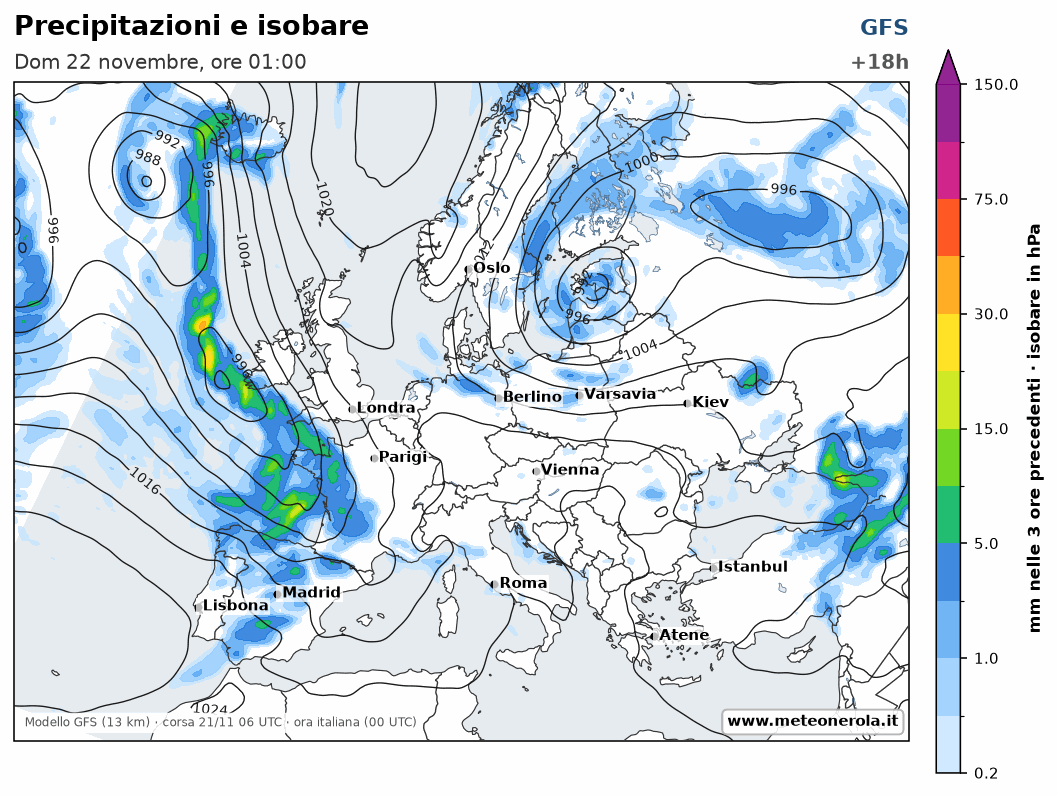 Precipitazioni e isobare
GFS
Dom 22 novembre, ore 01:00
+18h
150.0
75.0
30.0
15.0
5.0
1.0
0.2
mm nelle 3 ore precedenti · isobare in hPa
992
988
996
996
1004
1020
1000
996
996
1004
996
1016
1024
Oslo
Londra
Berlino
Varsavia
Kiev
Parigi
Vienna
Roma
Istanbul
Madrid
Lisbona
Atene
Modello GFS (13 km) · corsa 21/11 06 UTC · ora italiana (00 UTC)
www.meteonerola.it